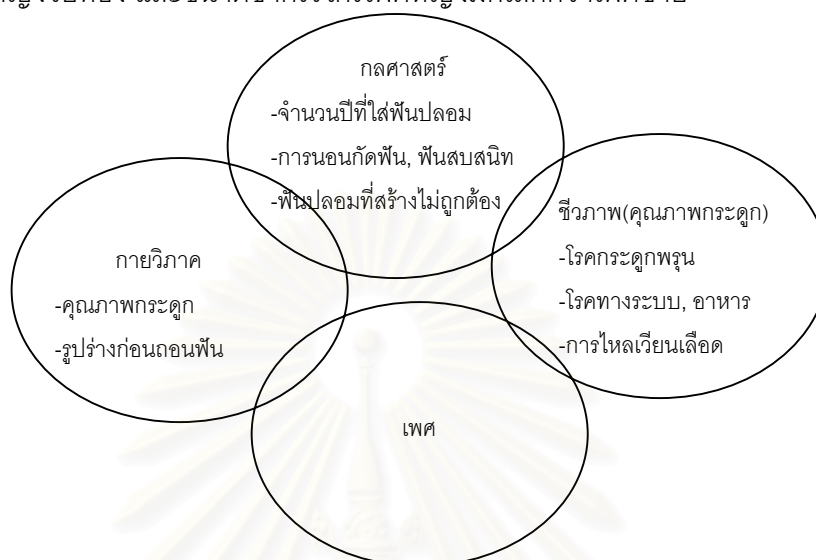 กลศาสตร์
-จำนวนปีที่ใส่ฟันปลอม
-การนอนกัดฟัน, ฟันสบสนิท
-ฟันปลอมที่สร้างไม่ถูกต้อง
ชีวภาพ(คุณภาพกระดูก)
-โรคกระดูกพรุน
-โรคทางระบบ, อาหาร
-การไหลเวียนเลือด
กายวิภาค
-คุณภาพกระดูก
-รูปร่างก่อนถอนฟัน
เพศ